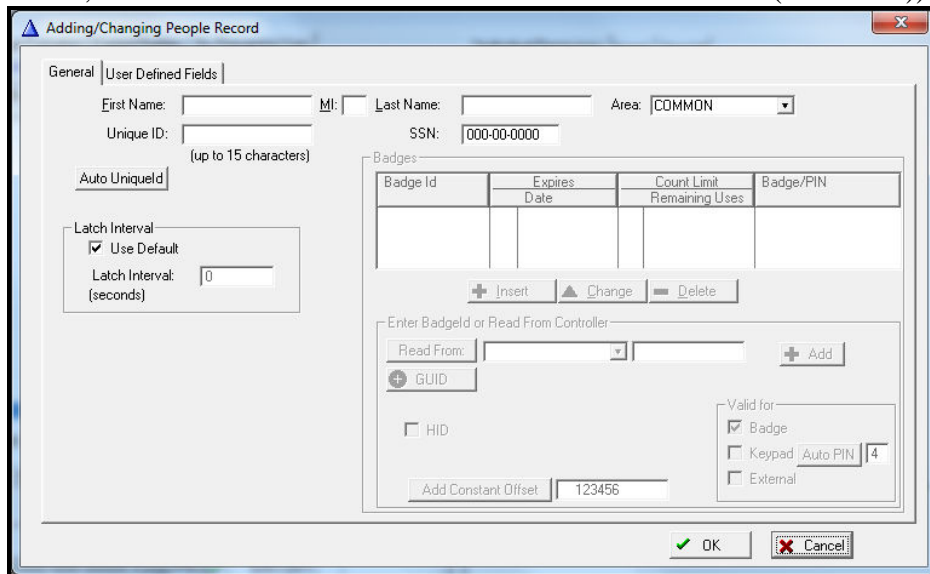 Adding/Changing People Record
General
User Defined Fields
First Name:
MI:
Last Name:
Area: COMMON
Unique ID:
(up to 15 characters)
SSN: 000-00-0000
Auto UniqueId
Latch Interval
Use Default
Latch Interval: 0
(seconds)
Badges
Badge Id
Expires
Date
Count Limit
Remaining Uses
Badge/PIN
Insert
Change
Delete
Enter BadgeId or Read From Controller
Read From:
Add
GUID
HID
Valid for
Badge
Keypad Auto PIN 4
External
Add Constant Offset 123456
OK
Cancel